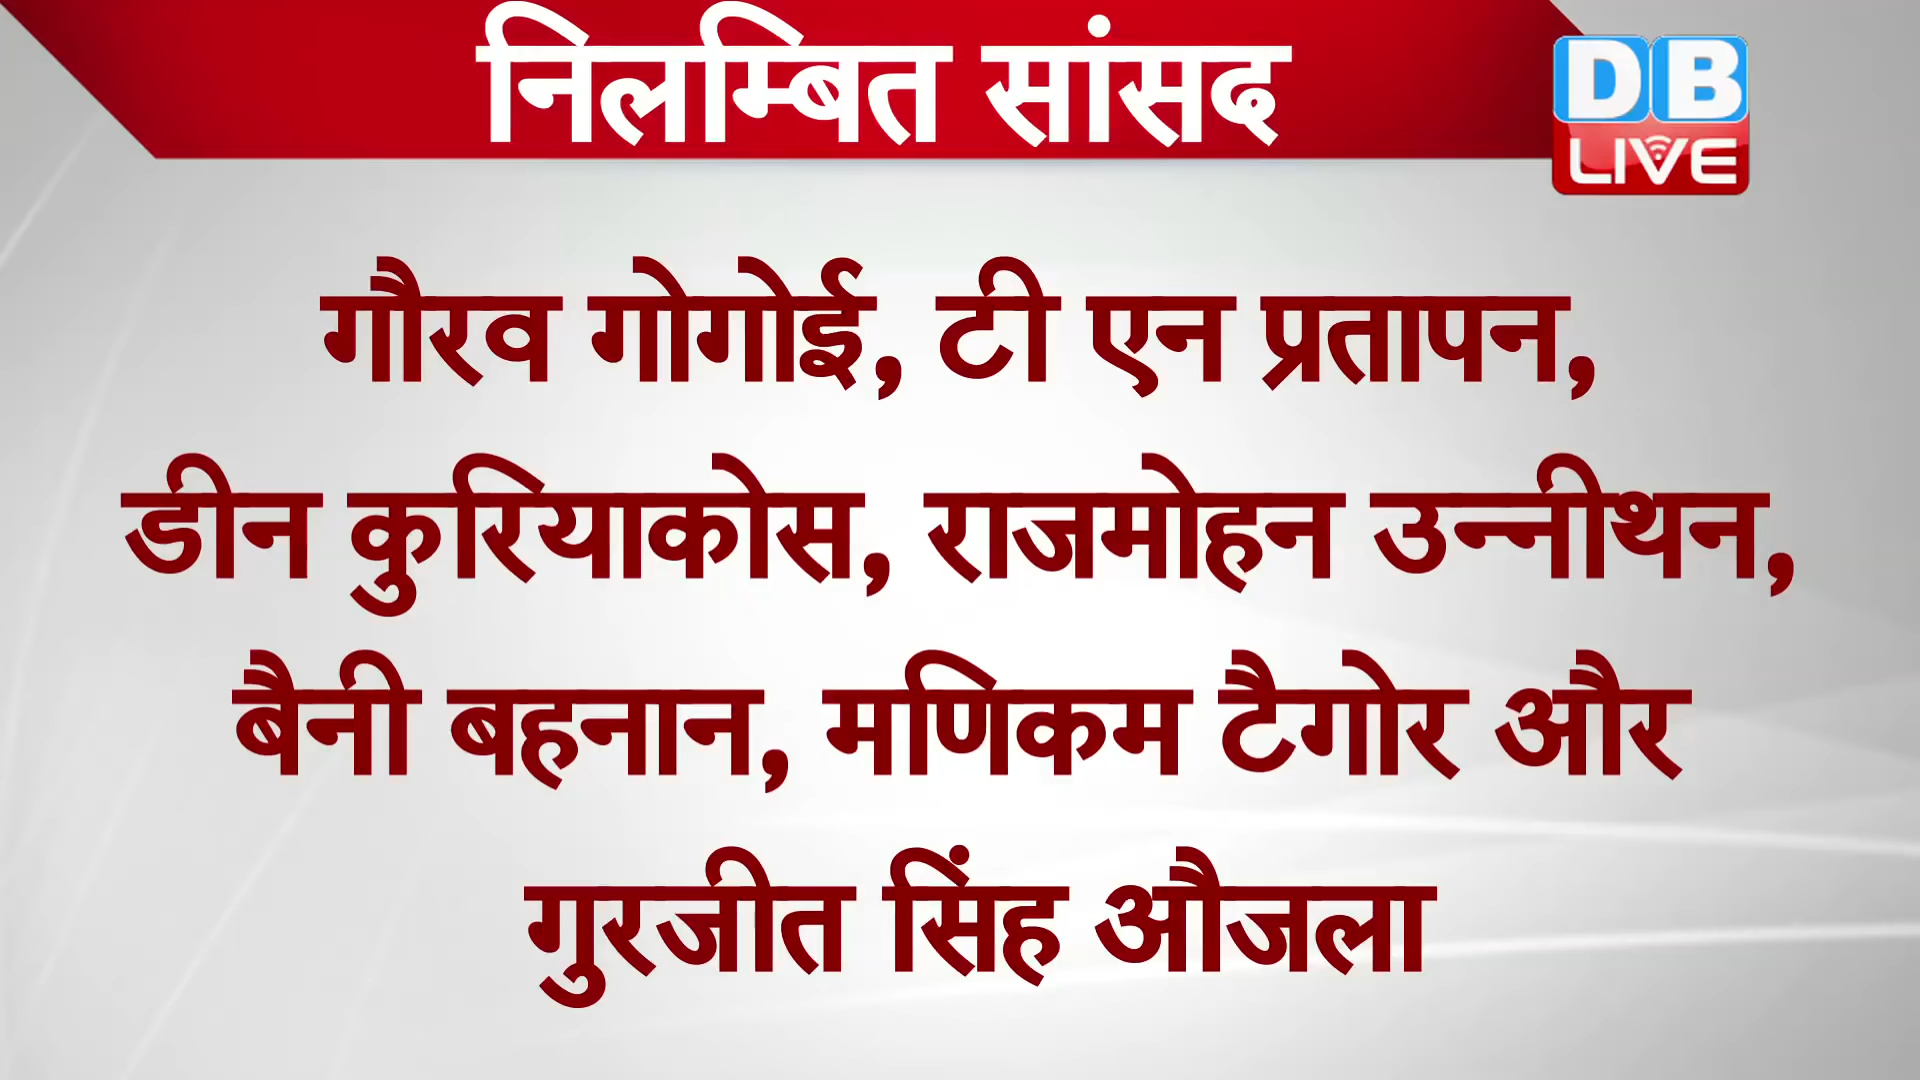 निलम्बित सांसद
DB
LIVE
गौरव गोगोई, टी एन प्रतापन,
डीन कुरियाकोस, राजमोहन उन्नीथन,
बैनी बहनान, मणिकम टैगोर और
गुरजीत सिंह औजला